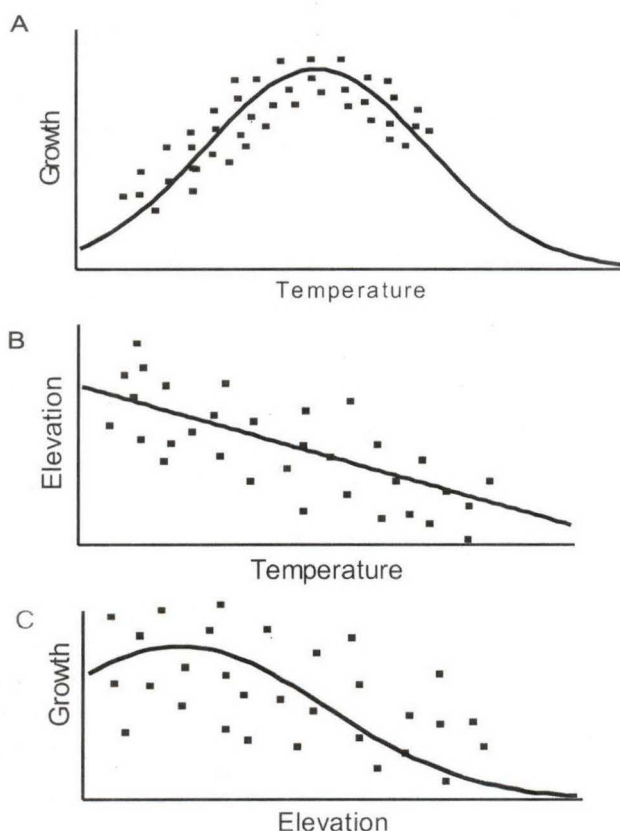 A
Growth
Temperature
B
Elevation
Temperature
C
Growth
Elevation